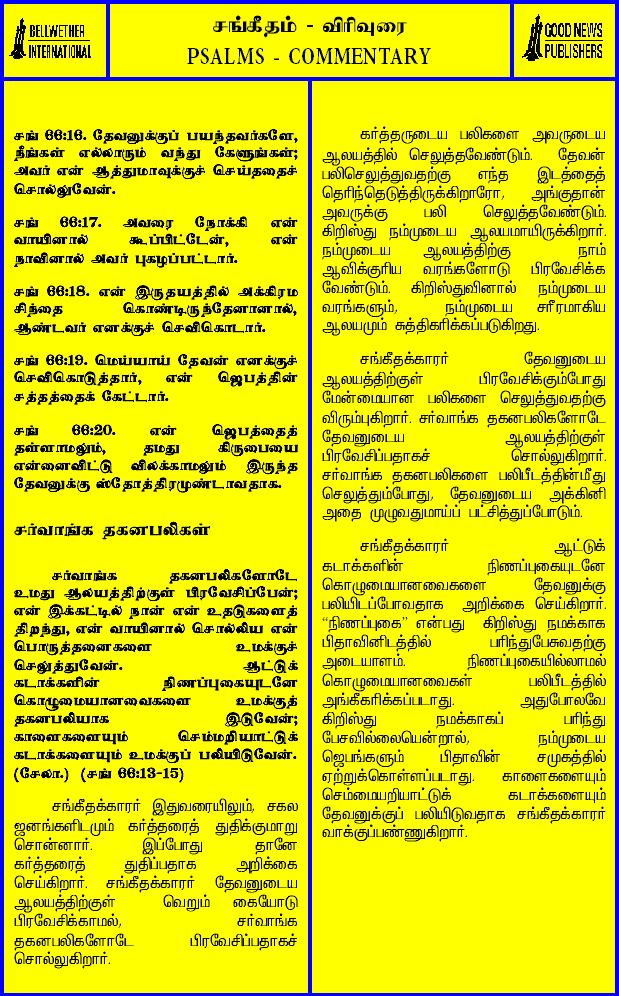 BELLWETHER
INTERNATIONAL
சங்கீதம் - விரிவுரை
PSALMS - COMMENTARY
GOOD NEWS
PUBLISHERS
சங் 66:16. தேவனுக்குப் பயந்தவர்களே,
நீங்கள் எல்லாரும் வந்து கேளுங்கள்;
அவர் என் ஆத்துமாவுக்குச் செய்ததைச்
சொல்லுவேன்.
சங் 66:17. அவரை நோக்கி என்
வாயினால் கூப்பிட்டேன், என்
நாவினால் அவர் புகழப்பட்டார்.
சங் 66:18. என் இருதயத்தில் அக்கிரம
சிந்தை கொண்டிருந்தேனானால்,
ஆண்டவர் எனக்குச் செவிகொடார்.
சங் 66:19. மெய்யாய் தேவன் எனக்குச்
செவிகொடுத்தார், என் ஜெபத்தின்
சத்தத்தைக் கேட்டார்.
சங் 66:20. என் ஜெபத்தைத்
தள்ளாமலும், தமது கிருபையை
என்னைவிட்டு விலக்காமலும் இருந்த
தேவனுக்கு ஸ்தோத்திரமுண்டாவதாக.
சர்வாங்க தகனபலிகள்
சர்வாங்க தகனபலிகளோடே
உமது ஆலயத்திற்குள் பிரவேசிப்பேன்;
என் இக்கட்டில் நான் என் உதடுகளைத்
திறந்து, என் வாயினால் சொல்லிய என்
பொருத்தனைகளை உமக்குச்
செலுத்துவேன். ஆட்டுக்
கடாக்களின் நிணப்புகையுடனே
கொழுமையானவைகளை உமக்குத்
தகனபலியாக இடுவேன்;
காளைகளையும் செம்மறியாட்டுக்
கடாக்களையும் உமக்குப் பலியிடுவேன்.
(சேலா.) (சங் 66:13-15)
சங்கீதக்காரர் இதுவரையிலும், சகல
ஜனங்களிடமும் கர்த்தரைத் துதிக்குமாறு
சொன்னார். இப்போது தானே
கர்த்தரைத் துதிப்பதாக அறிக்கை
செய்கிறார். சங்கீதக்காரர் தேவனுடைய
ஆலயத்திற்குள் வெறும் கையோடு
பிரவேசிக்காமல், சர்வாங்க
தகனபலிகளோடே பிரவேசிப்பதாகச்
சொல்லுகிறார்.
கர்த்தருடைய பலிகளை அவருடைய
ஆலயத்தில் செலுத்தவேண்டும். தேவன்
பலிசெலுத்துவதற்கு எந்த இடத்தைத்
தெரிந்தெடுத்திருக்கிறாரோ, அங்குதான்
அவருக்கு பலி செலுத்தவேண்டும்.
கிறிஸ்து நம்முடைய ஆலயமாயிருக்கிறார்.
நம்முடைய ஆலயத்திற்கு நாம்
ஆவிக்குரிய வரங்களோடு பிரவேசிக்க
வேண்டும். கிறிஸ்துவினால் நம்முடைய
வரங்களும், நம்முடைய சரீரமாகிய
ஆலயமும் சுத்திகரிக்கப்படுகிறது.
சங்கீதக்காரர் தேவனுடைய
ஆலயத்திற்குள் பிரவேசிக்கும்போது
மேன்மையான பலிகளை செலுத்துவதற்கு
விரும்புகிறார். சர்வாங்க தகனபலிகளோடே
தேவனுடைய ஆலயத்திற்குள்
பிரவேசிப்பதாகச் சொல்லுகிறார்.
சர்வாங்க தகனபலிகளை பலிபீடத்தின்மீது
செலுத்தும்போது, தேவனுடைய அக்கினி
அதை முழுவதுமாய்ப் பட்சித்துப்போடும்.
சங்கீதக்காரர் ஆட்டுக்
கடாக்களின் நிணப்புகையுடனே
கொழுமையானவைகளை தேவனுக்கு
பலியிடப்போவதாக அறிக்கை செய்கிறார்.
“நிணப்புகை” என்பது கிறிஸ்து நமக்காக
பிதாவினிடத்தில் பரிந்துபேசுவதற்கு
அடையாளம். நிணப்புகையில்லாமல்
கொழுமையானவைகள் பலிபீடத்தில்
அங்கீகரிக்கப்படாது. அதுபோலவே
கிறிஸ்து நமக்காகப் பரிந்து
பேசவில்லையென்றால், நம்முடைய
ஜெபங்களும் பிதாவின் சமுகத்தில்
ஏற்றுக்கொள்ளப்படாது. காளைகளையும்
செம்மையறியாட்டுக் கடாக்களையும்
தேவனுக்குப் பலியிடுவதாக சங்கீதக்காரர்
வாக்குப்பண்ணுகிறார்.